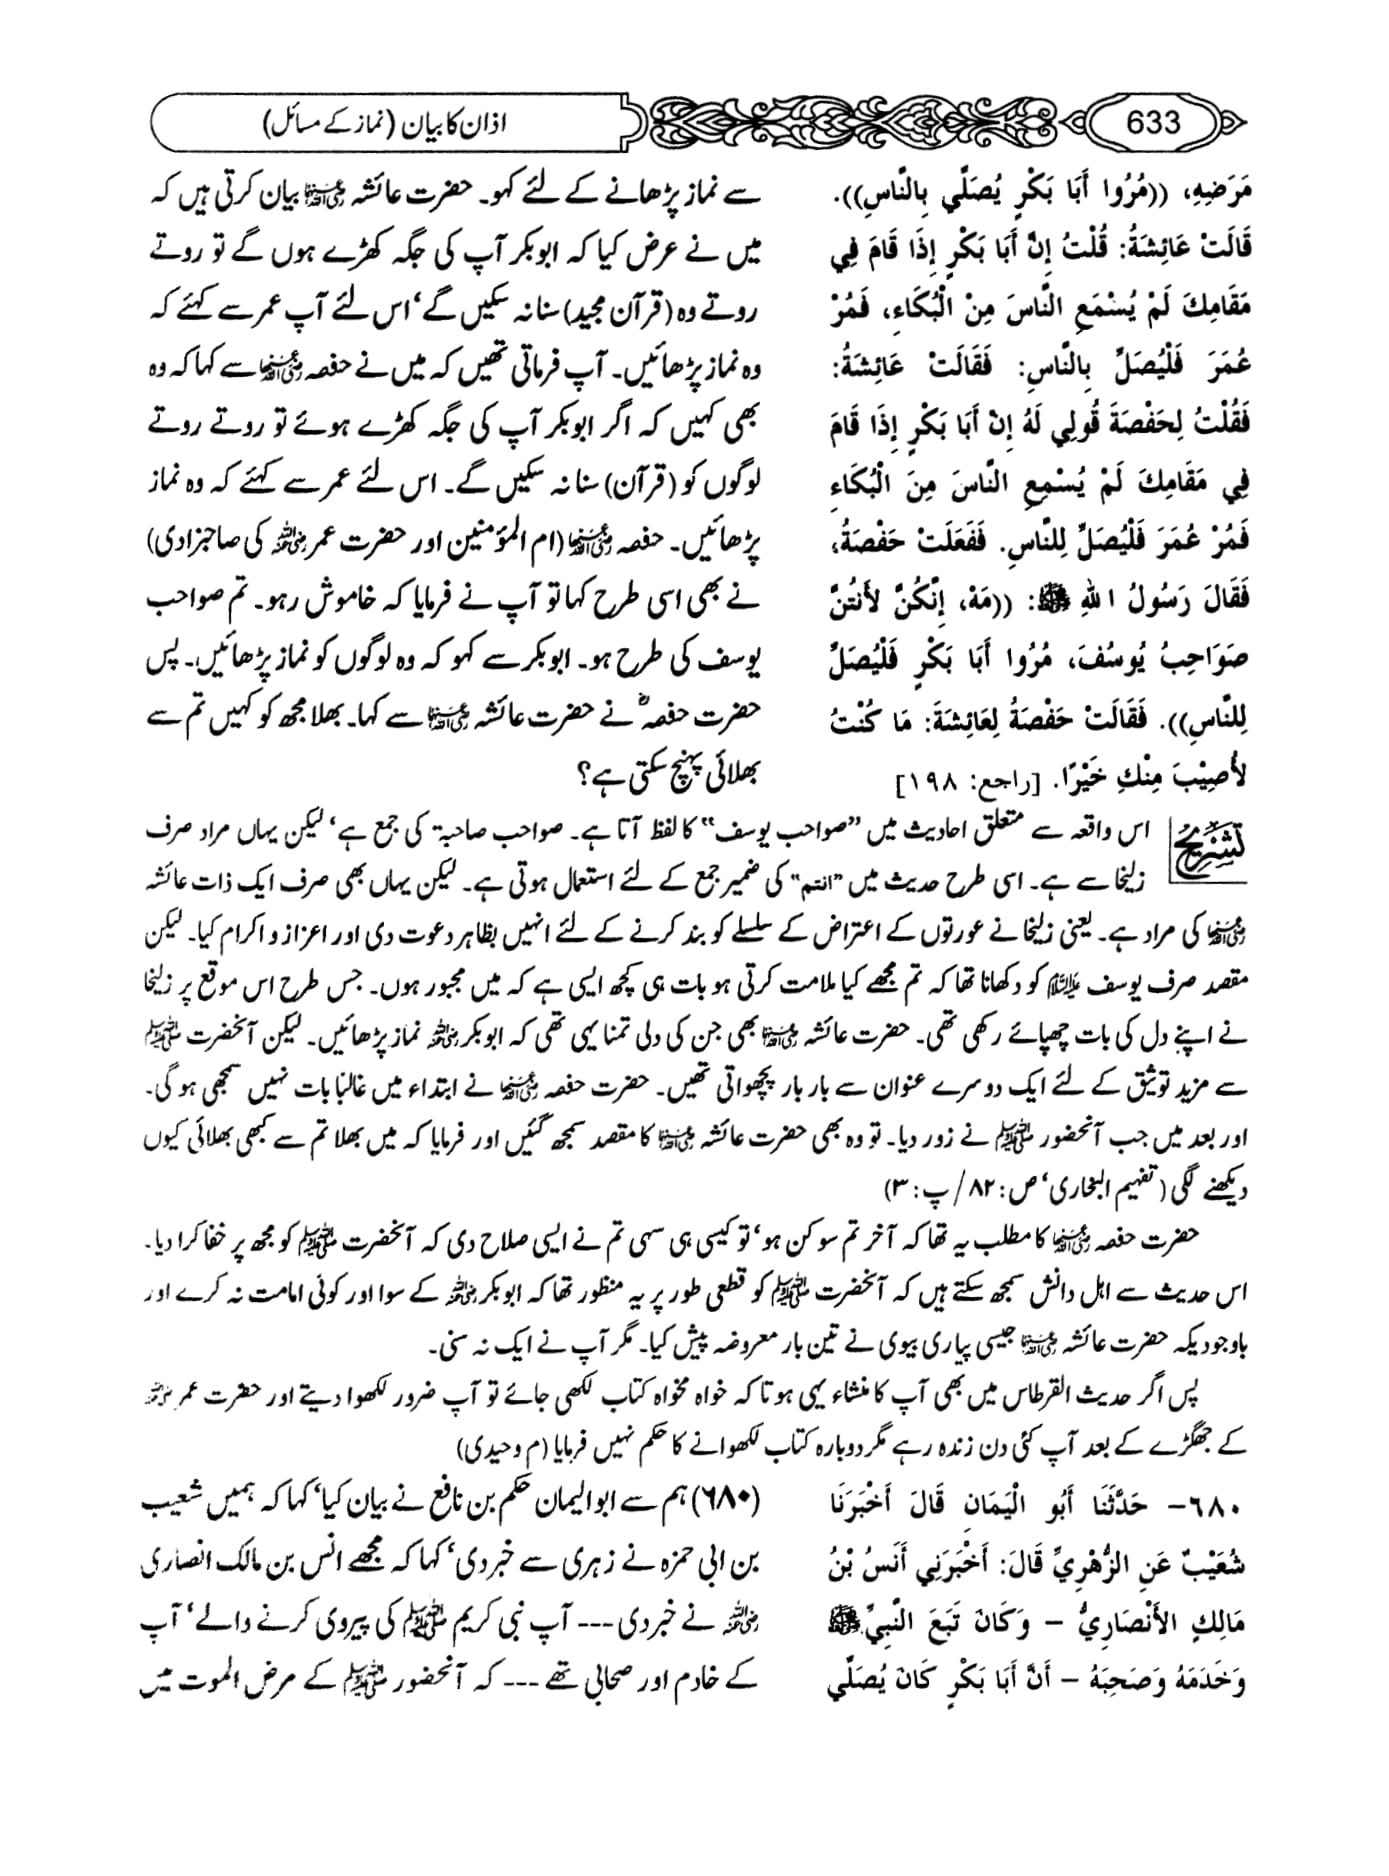 633
اذان کا بیان (نماز کے مسائل)
مَرَضِهِ، ((مُرُوا أَبَا بَكْرٍ يُصَلِّي بِالنَّاسِ)).
قَالَتْ عَائِشَةُ: قُلْتُ إِنَّ أَبَا بَكْرٍ إِذَا قَامَ فِي
مَقَامِكَ لَمْ يُسْمَعِ النَّاسَ مِنْ الْبُكَاءِ، فَمُرْ
عُمَرَ فَلْيُصَلِّ بِالنَّاسِ: فَقَالَتْ عَائِشَةُ:
فَقُلْتُ لِحَفْصَةَ قُولِي لَهُ إِنَّ أَبَا بَكْرٍ إِذَا قَامَ
فِي مَقَامِكَ لَمْ يُسْمِعِ النَّاسَ مِنَ الْبُكَاءِ
فَمُرْ عُمَرَ فَلْيُصَلِّ لِلنَّاسِ. فَفَعَلَتْ حَفْصَةُ،
فَقَالَ رَسُولُ اللهِ ﷺ: ((مَهْ، إِنَّكُنَّ لأَنْتُنَّ
صَوَاحِبُ يُوسُفَ، مُرُوا أَبَا بَكْرٍ فَلْيُصَلِّ
لِلنَّاسِ)). فَقَالَتْ حَفْصَةُ لِعَائِشَةَ: مَا كُنْتُ
لأُصِيْبَ مِنْكِ خَيْرًا. [راجع: ١٩٨]
سے نماز پڑھانے کے لئے کہو۔ حضرت عائشہ رضی اللہ عنہا بیان کرتی ہیں کہ
میں نے عرض کیا کہ ابوبکر آپ کی جگہ کھڑے ہوں گے تو روتے
روتے وہ (قرآن مجید) سنا نہ سکیں گے‘ اس لئے آپ عمر سے کہئے کہ
وہ نماز پڑھائیں۔ آپ فرماتی تھیں کہ میں نے حفصہ رضی اللہ عنہا سے کہا کہ وہ
بھی کہیں کہ اگر ابوبکر آپ کی جگہ کھڑے ہوئے تو روتے روتے
لوگوں کو (قرآن) سنا نہ سکیں گے۔ اس لئے عمر سے کہئے کہ وہ نماز
پڑھائیں۔ حفصہ رضی اللہ عنہا (ام المؤمنین اور حضرت عمر رضی اللہ عنہ کی صاجزادی)
نے بھی اسی طرح کہا تو آپ نے فرمایا کہ خاموش رہو۔ تم صواحب
یوسف کی طرح ہو۔ ابوبکر سے کہو کہ وہ لوگوں کو نماز پڑھائیں۔ پس
حضرت حفصہؓ نے حضرت عائشہ رضی اللہ عنہا سے کہا۔ بھلا مجھ کو کہیں تم سے
بھلائی پہنچ سکتی ہے؟
تشریح اس واقعہ سے متعلق احادیث میں ”صواحب یوسف“ کا لفظ آتا ہے۔ صواحب صاحبۃ کی جمع ہے‘ لیکن یہاں مراد صرف
زلیخا سے ہے۔ اسی طرح حدیث میں "انتم" کی ضمیر جمع کے لئے استعمال ہوتی ہے۔ لیکن یہاں بھی صرف ایک ذات عائشہ
رضی اللہ عنہا کی مراد ہے۔ یعنی زلیخا نے عورتوں کے اعتراض کے سلسلے کو بند کرنے کے لئے انہیں بظاہر دعوت دی اور اعزاز و اکرام کیا۔ لیکن
مقصد صرف یوسف علیہ السلام کو دکھانا تھا کہ تم مجھے کیا ملامت کرتی ہو بات ہی کچھ ایسی ہے کہ میں مجبور ہوں۔ جس طرح اس موقع پر زلیخا
نے اپنے دل کی بات چھپائے رکھی تھی۔ حضرت عائشہ رضی اللہ عنہا بھی جن کی دلی تمنا یہی تھی کہ ابوبکر رضی اللہ عنہ نماز پڑھائیں۔ لیکن آنحضرت ﷺ
سے مزید توثیق کے لئے ایک دوسرے عنوان سے بار بار پچھواتی تھیں۔ حضرت حفصہ رضی اللہ عنہا نے ابتداء میں غالبًا بات نہیں سمجھی ہو گی۔
اور بعد میں جب آنحضور ﷺ نے زور دیا۔ تو وہ بھی حضرت عائشہ رضی اللہ عنہا کا مقصد سمجھ گئیں اور فرمایا کہ میں بھلا تم سے کبھی بھلائی کیوں
دیکھنے لگی (تفہیم البخاری‘ ص: ٨٢/ پ: ٣)
حضرت حفصہ رضی اللہ عنہا کا مطلب یہ تھا کہ آخر تم سوکن ہو‘ تو کیسی ہی سہی تم نے ایسی صلاح دی کہ آنحضرت ﷺ کو مجھ پر خفا کرا دیا۔
اس حدیث سے اہل دانش سمجھ سکتے ہیں کہ آنحضرت ﷺ کو قطعی طور پر یہ منظور تھا کہ ابوبکر رضی اللہ عنہ کے سوا اور کوئی امامت نہ کرے اور
باوجودیکہ حضرت عائشہ رضی اللہ عنہا جیسی پیاری بیوی نے تین بار معروضہ پیش کیا۔ مگر آپ نے ایک نہ سنی۔
پس اگر حدیث القرطاس میں بھی آپ کا منشاء یہی ہوتا کہ خواہ مخواہ کتاب لکھی جائے تو آپ ضرور لکھوا دیتے اور حضرت عمر رضی اللہ عنہ
کے جھگڑے کے بعد آپ کئی دن زندہ رہے مگر دوبارہ کتاب لکھوانے کا حکم نہیں فرمایا (م وحیدی)
٦٨٠- حَدَّثَنَا أَبُو الْيَمَانِ قَالَ أَخْبَرَنَا
شُعَيْبٌ عَنِ الزُّهْرِيِّ قَالَ: أَخْبَرَنِي أَنَسُ بْنُ
مَالِكٍ الأَنْصَارِيُّ – وَكَانَ تَبِعَ النَّبِيِّ ﷺ
وَخَدَمَهُ وَصَحِبَهُ – أَنَّ أَبَا بَكْرٍ كَانَ يُصَلِّي
(٦٨٠) ہم سے ابوالیمان حکم بن نافع نے بیان کیا‘ کہا کہ ہمیں شعیب
بن ابی حمزہ نے زہری سے خبر دی‘ کہا کہ مجھے انس بن مالک انصاری
رضی اللہ عنہ نے خبر دی --- آپ نبی کریم ﷺ کی پیروی کرنے والے‘ آپ
کے خادم اور صحابی تھے --- کہ آنحضور ﷺ کے مرض الموت میں